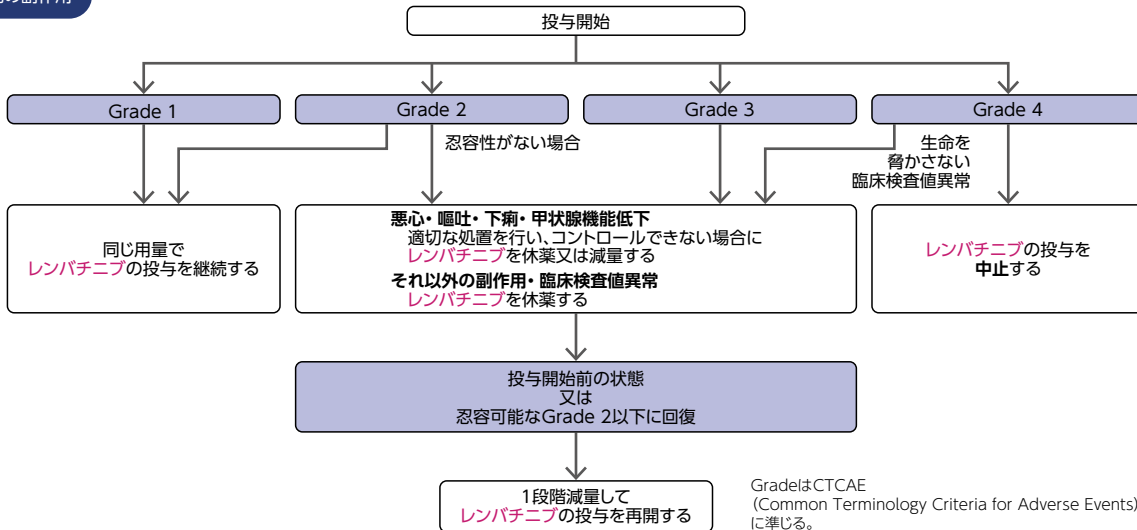 の副作用
投与開始
Grade 1
Grade 2
Grade 3
Grade 4
忍容性がない場合
生命を
脅かさない
臨床検査値異常
同じ用量で
レンバチニブの投与を継続する
悪心・嘔吐・下痢・甲状腺機能低下
適切な処置を行い、コントロールできない場合に
レンバチニブを休薬又は減量する
それ以外の副作用・臨床検査値異常
レンバチニブを休薬する
レンバチニブの投与を
中止する
投与開始前の状態
又は
忍容可能なGrade 2以下に回復
1段階減量して
レンバチニブの投与を再開する
GradeはCTCAE
(Common Terminology Criteria for Adverse Events)
に準じる。